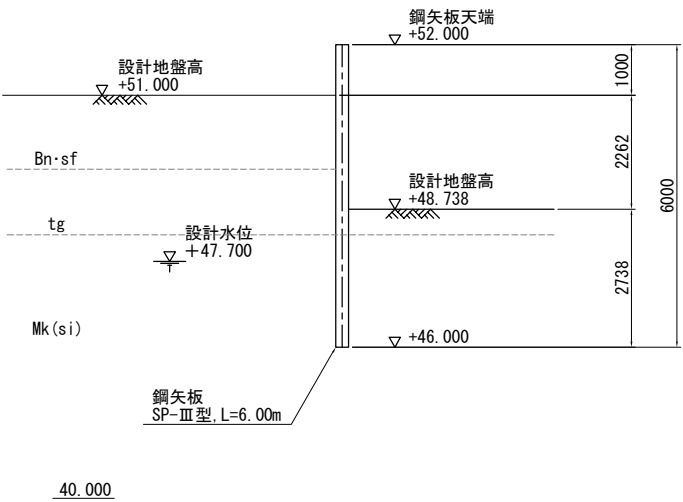 鋼矢板天端
+52.000
設計地盤高
+51.000
1000
Bn･sf
2262
設計地盤高
+48.738
6000
tg
設計水位
+47.700
2738
Mk(si)
+46.000
鋼矢板
SP-Ⅲ型,L=6.00m
40.000